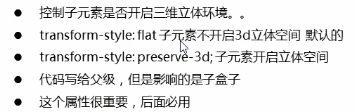 ● 控制子元素是否开启三维立体环境。。
● transform-style: flat 子元素不开启3d立体空间 默认的
● transform-style: preserve-3d; 子元素开启立体空间
● 代码写给父级，但是影响的是子盒子
● 这个属性很重要，后面必用